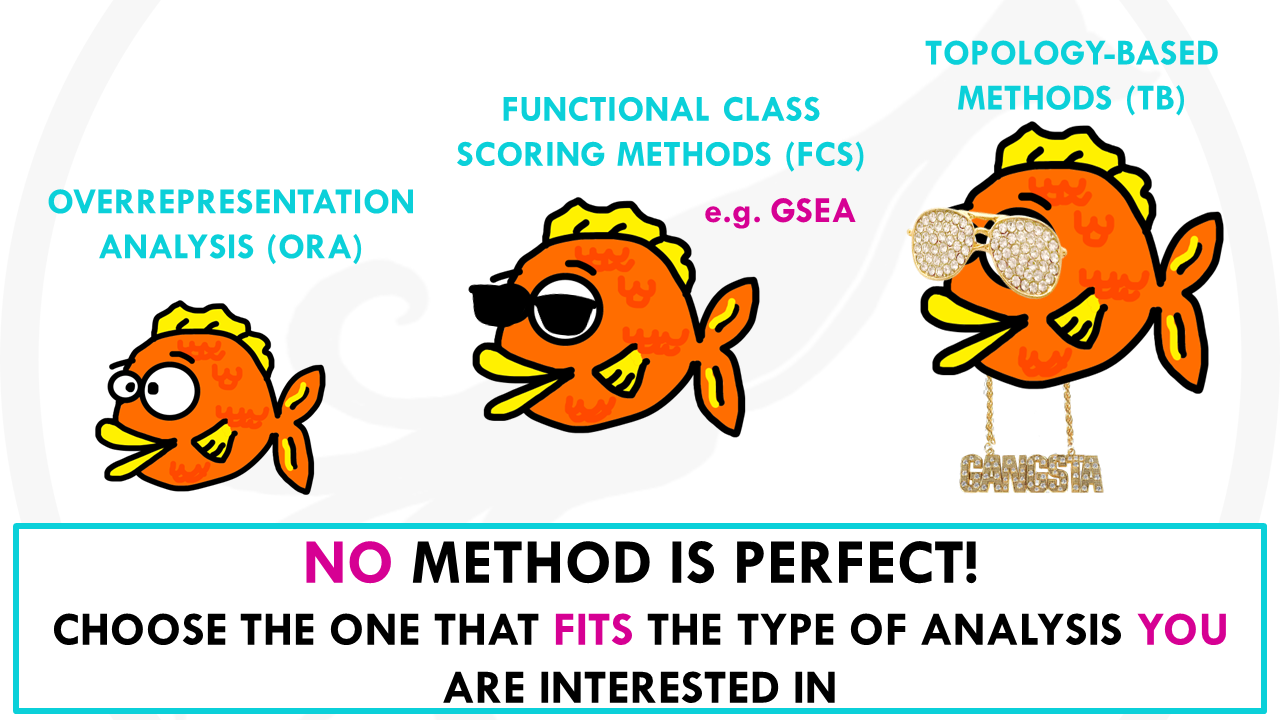 OVERREPRESENTATION
ANALYSIS (ORA)
FUNCTIONAL CLASS
SCORING METHODS (FCS)
e.g. GSEA
TOPOLOGY-BASED
METHODS (TB)
GANGSTA
NO METHOD IS PERFECT!
CHOOSE THE ONE THAT FITS THE TYPE OF ANALYSIS YOU
ARE INTERESTED IN